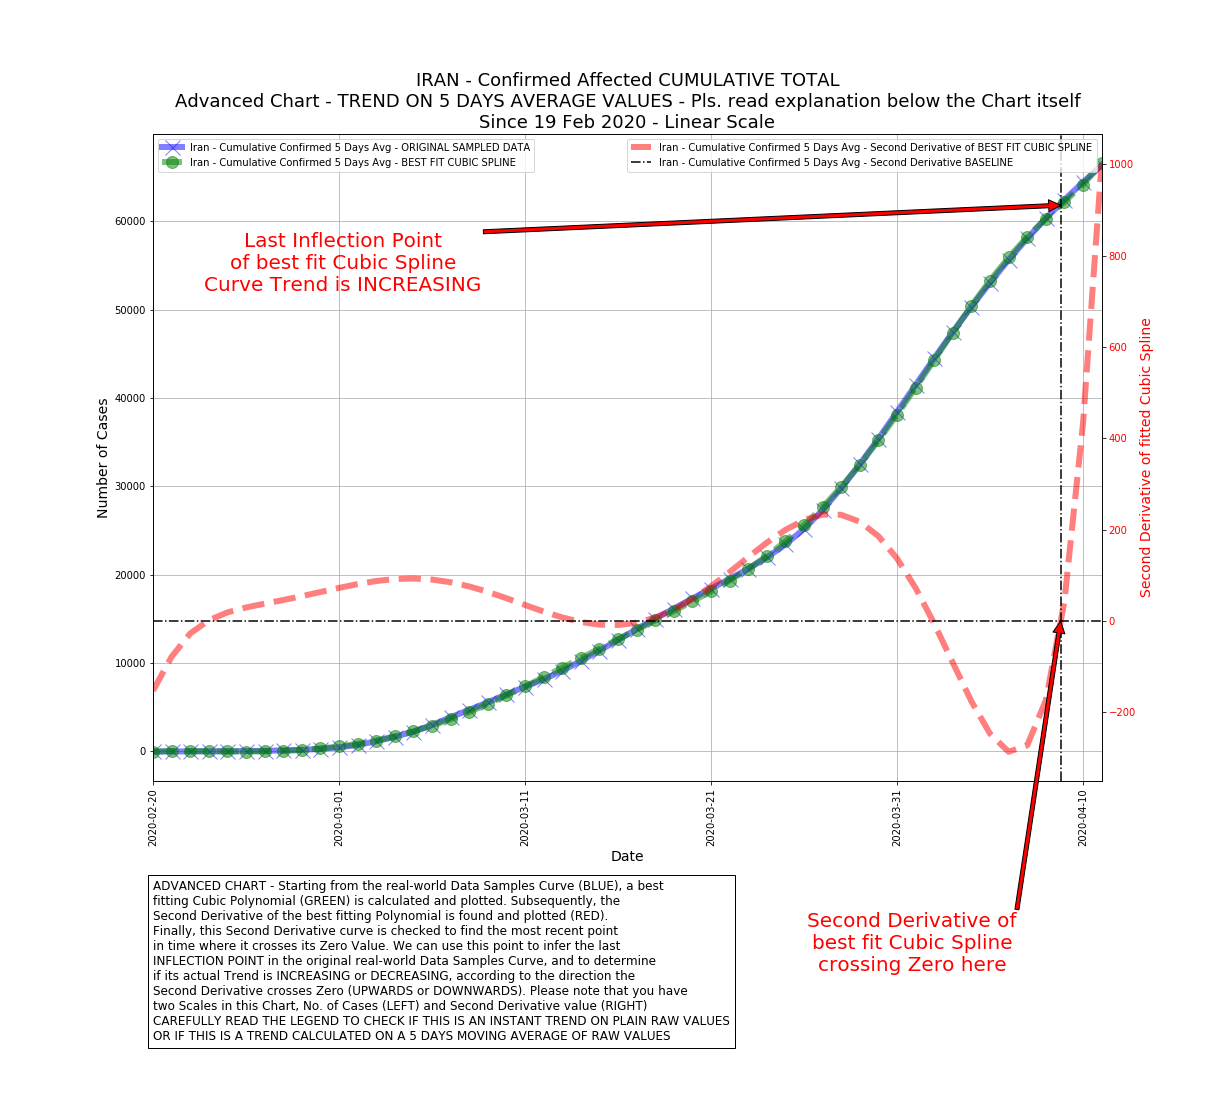 IRAN - Confirmed Affected CUMULATIVE TOTAL
Advanced Chart - TREND ON 5 DAYS AVERAGE VALUES - Pls. read explanation below the Chart itself
Since 19 Feb 2020 - Linear Scale
Iran - Cumulative Confirmed 5 Days Avg - ORIGINAL SAMPLED DATA
Iran - Cumulative Confirmed 5 Days Avg - BEST FIT CUBIC SPLINE
Iran - Cumulative Confirmed 5 Days Avg - Second Derivative of BEST FIT CUBIC SPLINE
Iran - Cumulative Confirmed 5 Days Avg - Second Derivative BASELINE
Last Inflection Point
of best fit Cubic Spline
Curve Trend is INCREASING
Number of Cases
60000
50000
40000
30000
20000
10000
0
1000
800
600
400
200
0
−200
Second Derivative of fitted Cubic Spline
2020-02-20
2020-03-01
2020-03-11
2020-03-21
2020-03-31
2020-04-10
Date
ADVANCED CHART - Starting from the real-world Data Samples Curve (BLUE), a best
fitting Cubic Polynomial (GREEN) is calculated and plotted. Subsequently, the
Second Derivative of the best fitting Polynomial is found and plotted (RED).
Finally, this Second Derivative curve is checked to find the most recent point
in time where it crosses its Zero Value. We can use this point to infer the last
INFLECTION POINT in the original real-world Data Samples Curve, and to determine
if its actual Trend is INCREASING or DECREASING, according to the direction the
Second Derivative crosses Zero (UPWARDS or DOWNWARDS). Please note that you have
two Scales in this Chart, No. of Cases (LEFT) and Second Derivative value (RIGHT)
CAREFULLY READ THE LEGEND TO CHECK IF THIS IS AN INSTANT TREND ON PLAIN RAW VALUES
OR IF THIS IS A TREND CALCULATED ON A 5 DAYS MOVING AVERAGE OF RAW VALUES
Second Derivative of
best fit Cubic Spline
crossing Zero here